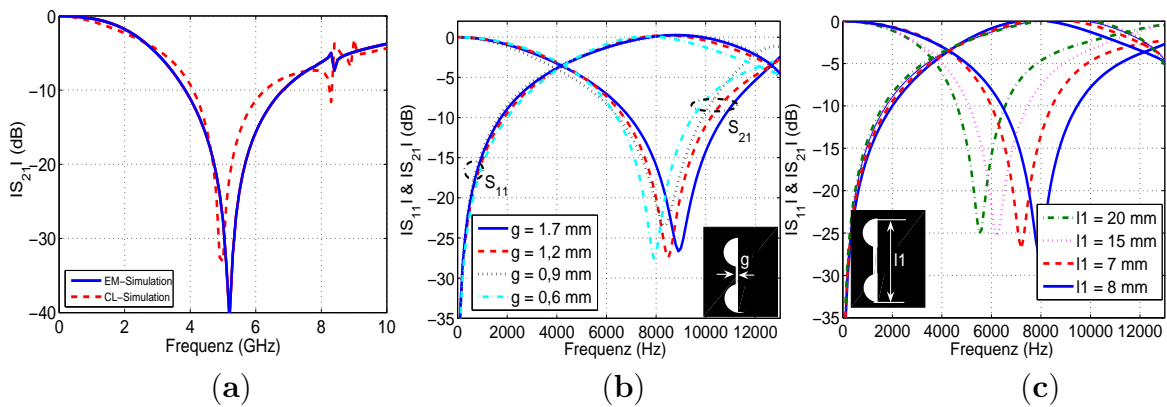 0
−10
−20
−30
−40
IS21I (dB)
0 2 4 6 8 10
Frequenz (GHz)
EM−Simulation
CL−Simulation
(a)
0
−5
−10
−15
−20
−25
−30
−35
IS11I & IS21I (dB)
0 2000 4000 6000 8000 10000 12000
Frequenz (Hz)
S11
S21
g = 1.7 mm
g = 1,2 mm
g = 0,9 mm
g = 0,6 mm
g
(b)
0
−5
−10
−15
−20
−25
−30
−35
IS11I & IS21I (dB)
0 2000 4000 6000 8000 10000 12000
Frequenz (Hz)
l1
l1 = 20 mm
l1 = 15 mm
l1 = 7 mm
l1 = 8 mm
(c)